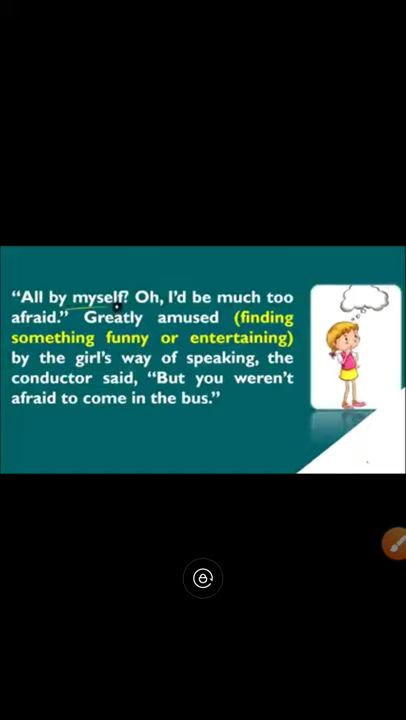 “All by myself? Oh, I’d be much too
afraid.” Greatly amused (finding
something funny or entertaining)
by the girl’s way of speaking, the
conductor said, “But you weren’t
afraid to come in the bus.”